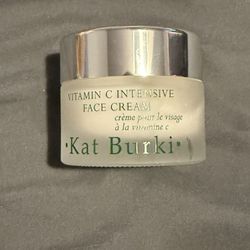 VITAMIN C INTENSIVE
FACE CREAM
crème pour le visage
à la vitamine c
·Kat Burki·